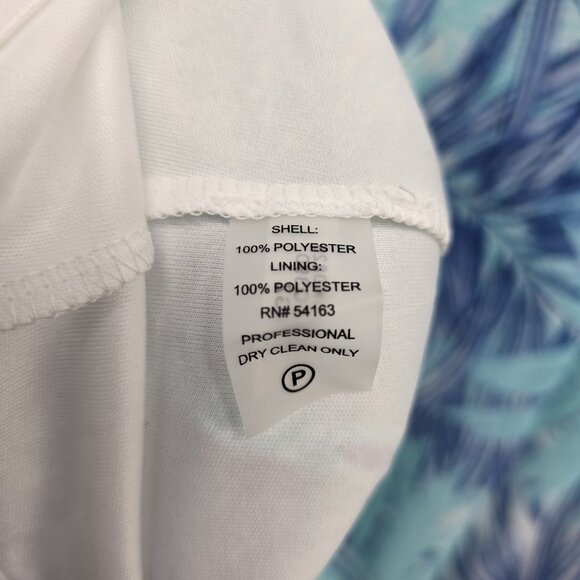 SHELL:
100% POLYESTER
LINING:
100% POLYESTER
RN# 54163
PROFESSIONAL
DRY CLEAN ONLY
P